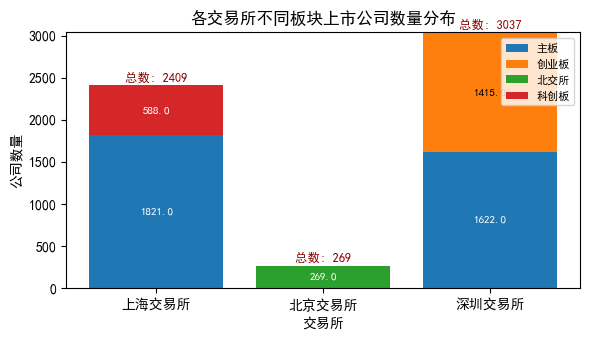 各交易所不同板块上市公司数量分布
总数: 3037
主板
创业板
北交所
科创板
总数: 2409
588.0
1821.0
总数: 269
269.0
1415.
1622.0
公司数量
3000
2500
2000
1500
1000
500
0
上海交易所
北京交易所
深圳交易所
交易所